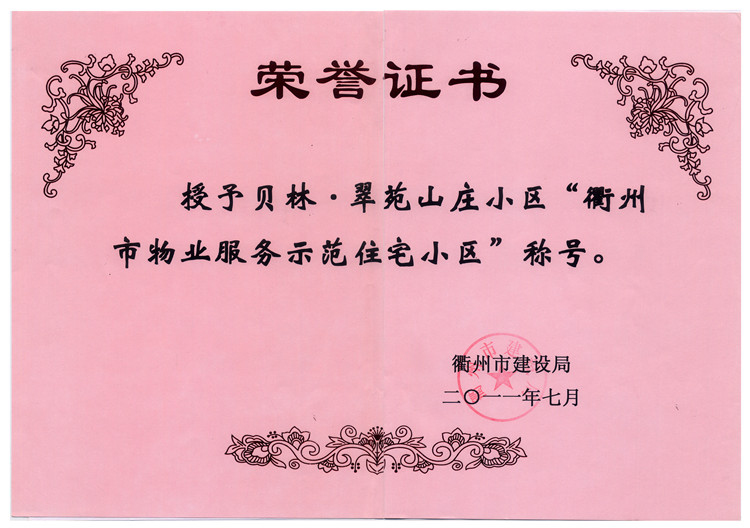 荣誉证书
授予贝林·翠苑山庄小区“衢州
市物业服务示范住宅小区”称号。
衢州市建设局
二〇一一年七月